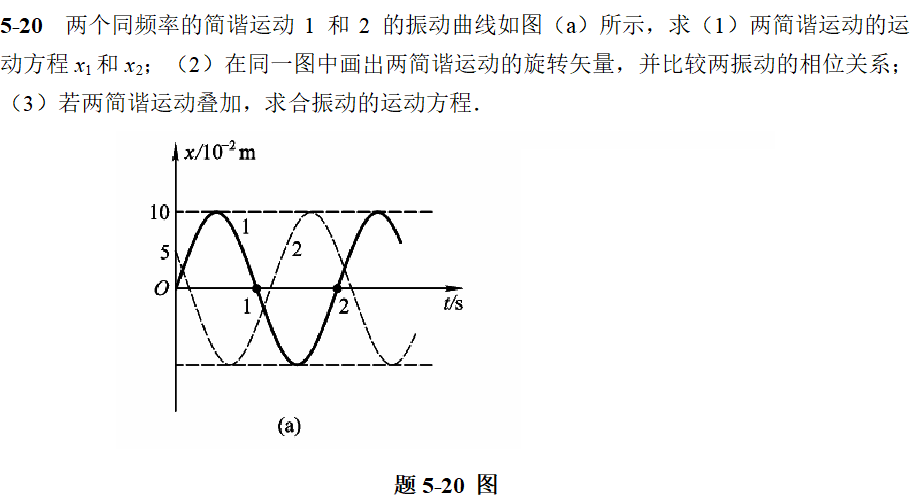 5-20 两个同频率的简谐运动 1 和 2 的振动曲线如图（a）所示，求（1）两简谐运动的运
动方程 x₁ 和 x₂；（2）在同一图中画出两简谐运动的旋转矢量，并比较两振动的相位关系；
（3）若两简谐运动叠加，求合振动的运动方程．
x/10⁻² m
10
1
5
2
O
1
2
t/s
(a)
题 5-20 图